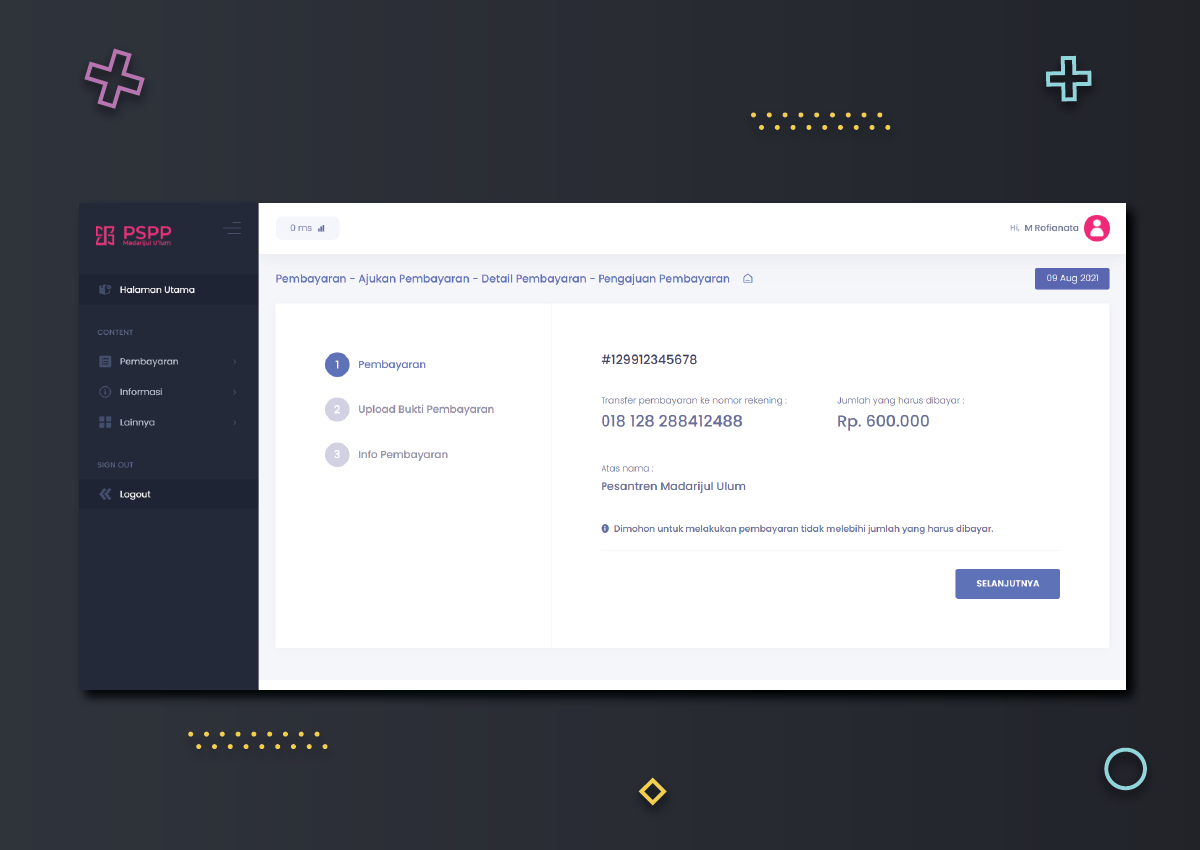 PSPP
Madarijul U'lum
Halaman Utama
CONTENT
Pembayaran
Informasi
Lainnya
SIGN OUT
Logout
0 ms
Hi, M Rofianata
Pembayaran - Ajukan Pembayaran - Detail Pembayaran - Pengajuan Pembayaran
09 Aug 2021
1 Pembayaran
2 Upload Bukti Pembayaran
3 Info Pembayaran
#129912345678
Transfer pembayaran ke nomor rekening :
018 128 288412488
Jumlah yang harus dibayar :
Rp. 600.000
Atas nama :
Pesantren Madarijul Ulum
Dimohon untuk melakukan pembayaran tidak melebihi jumlah yang harus dibayar.
SELANJUTNYA